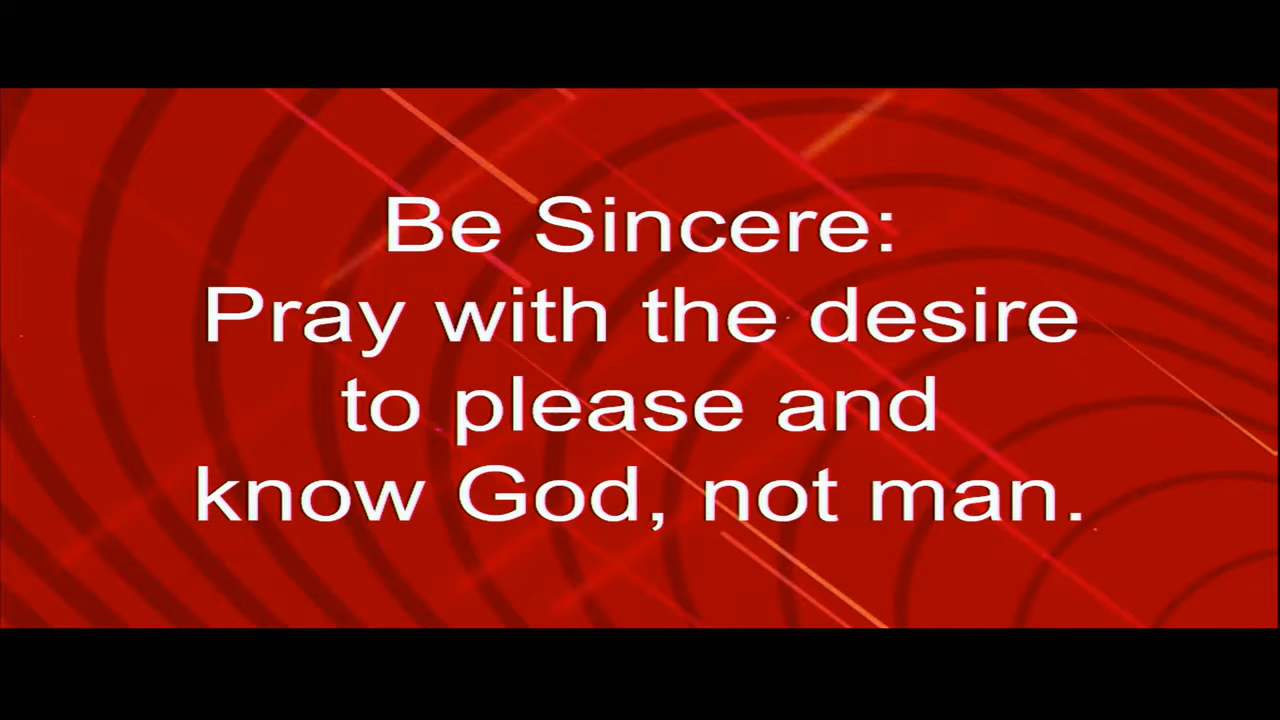 Be Sincere:
Pray with the desire
to please and
know God, not man.